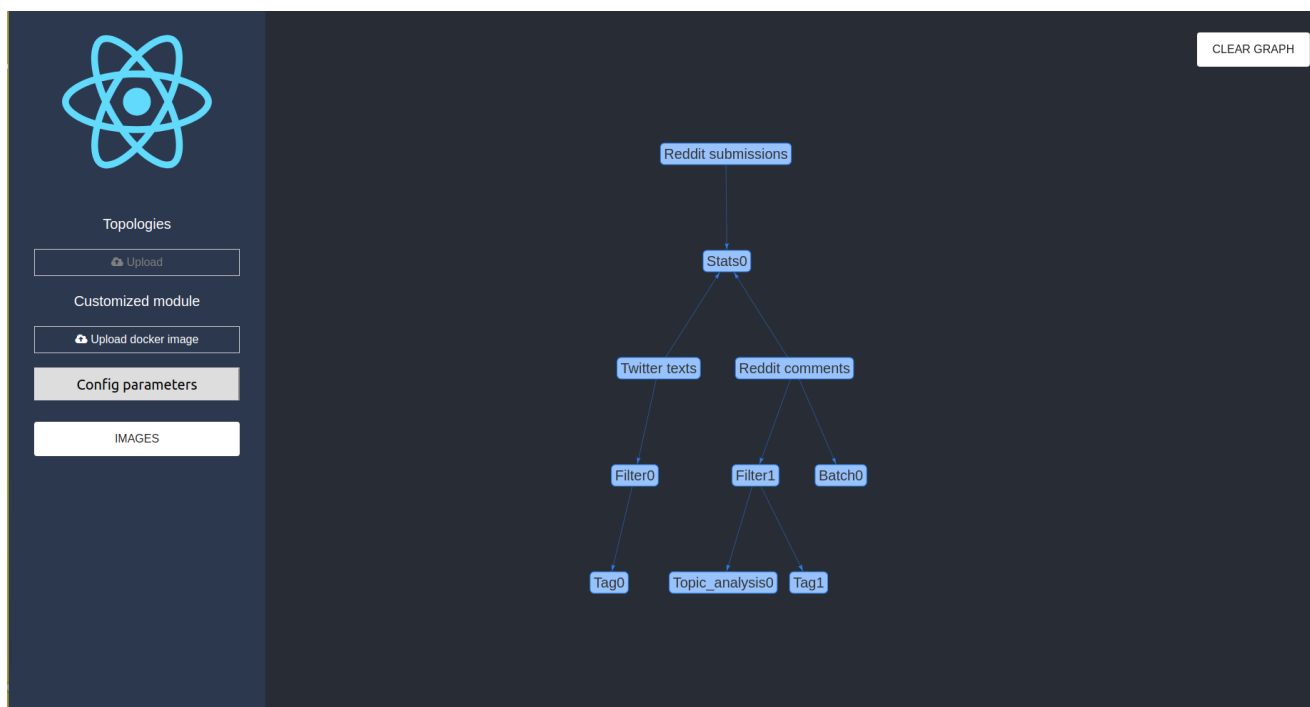 Topologies
Upload
Customized module
Upload docker image
Config parameters
IMAGES
CLEAR GRAPH
Reddit submissions
Stats0
Twitter texts
Reddit comments
Filter0
Filter1
Batch0
Tag0
Topic_analysis0
Tag1